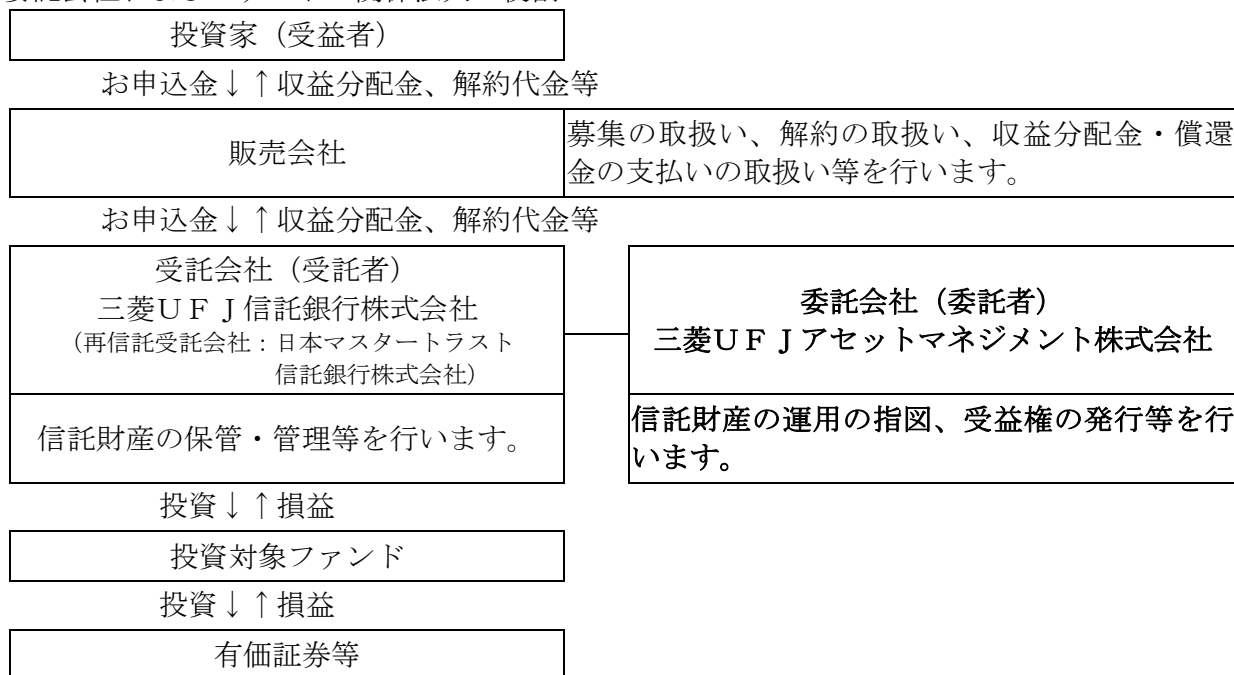 投資家（受益者）
お申込金↓↑収益分配金、解約代金等
販売会社
募集の取扱い、解約の取扱い、収益分配金・償還
金の支払いの取扱い等を行います。
お申込金↓↑収益分配金、解約代金等
受託会社（受託者）
三菱ＵＦＪ信託銀行株式会社
（再信託受託会社：日本マスタートラスト
信託銀行株式会社）
信託財産の保管・管理等を行います。
委託会社（委託者）
三菱ＵＦＪアセットマネジメント株式会社
信託財産の運用の指図、受益権の発行等を行
います。
投資↓↑損益
投資対象ファンド
投資↓↑損益
有価証券等